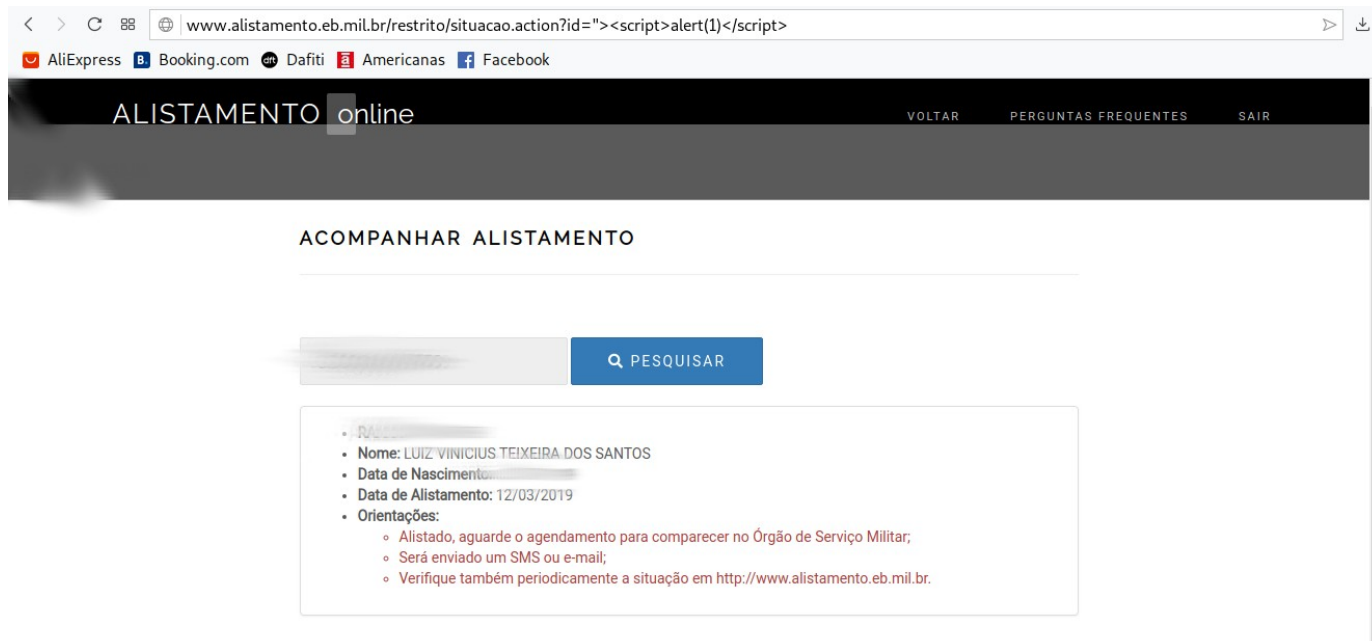 www.alistamento.eb.mil.br/restrito/situacao.action?id="><script>alert(1)</script>
AliExpress B. Booking.com dft Dafiti a Americanas f Facebook
ALISTAMENTO online VOLTAR PERGUNTAS FREQUENTES SAIR
ACOMPANHAR ALISTAMENTO
PESQUISAR
Nome: LUIZ VINICIUS TEIXEIRA DOS SANTOS
Data de Nascimento:
Data de Alistamento: 12/03/2019
Orientações:
Alistado, aguarde o agendamento para comparecer no Órgão de Serviço Militar;
Será enviado um SMS ou e-mail;
Verifique também periodicamente a situação em http://www.alistamento.eb.mil.br.